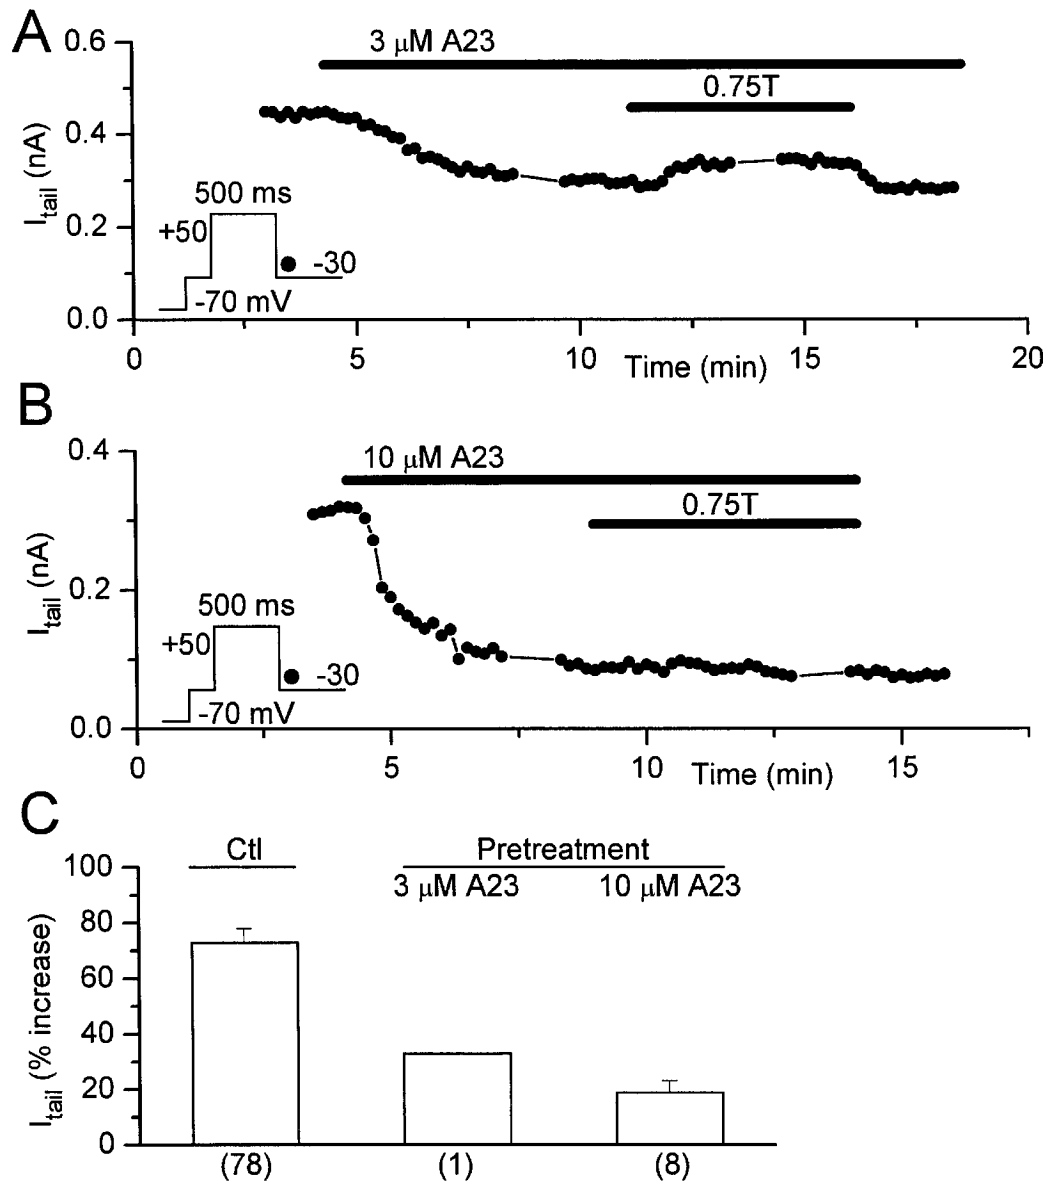 A
0.6
3 μM A23
0.75T
0.4
I_tail (nA)
500 ms
+50
0.2
-30
-70 mV
0.0
0
5
10
Time (min)
15
20
B
0.4
10 μM A23
0.75T
I_tail (nA)
0.2
500 ms
+50
-30
-70 mV
0.0
0
5
10
Time (min)
15
C
Ctl
Pretreatment
100
3 μM A23
10 μM A23
80
60
I_tail (% increase)
40
20
0
(78)
(1)
(8)